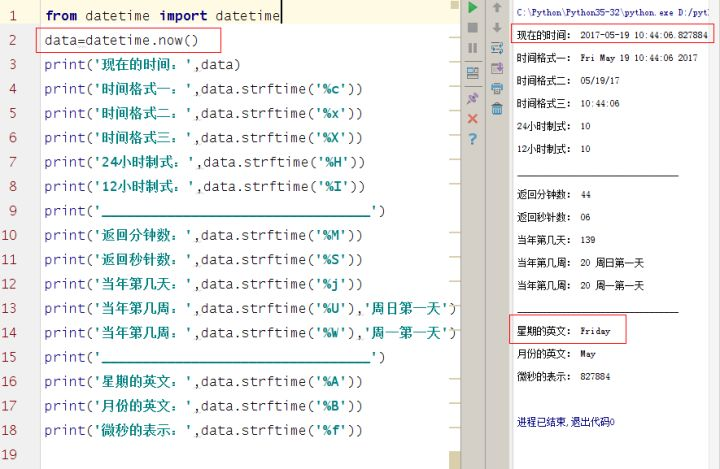 1 from datetime import datetime
2 data=datetime.now()
3 print('现在的时间：',data)
4 print('时间格式一：',data.strftime('%c'))
5 print('时间格式二：',data.strftime('%x'))
6 print('时间格式三：',data.strftime('%X'))
7 print('24小时制式：',data.strftime('%H'))
8 print('12小时制式：',data.strftime('%I'))
9 print('________________________________')
10 print('返回分钟数：',data.strftime('%M'))
11 print('返回秒针数：',data.strftime('%S'))
12 print('当年第几天：',data.strftime('%j'))
13 print('当年第几周：',data.strftime('%U'),'周日第一天')
14 print('当年第几周：',data.strftime('%W'),'周一第一天')
15 print('________________________________')
16 print('星期的英文：',data.strftime('%A'))
17 print('月份的英文：',data.strftime('%B'))
18 print('微秒的表示：',data.strftime('%f'))
19
C:\Python\Python35-32\python.exe D:/pyt
现在的时间： 2017-05-19 10:44:06.827884
时间格式一： Fri May 19 10:44:06 2017
时间格式二： 05/19/17
时间格式三： 10:44:06
24小时制式： 10
12小时制式： 10
________________________________
返回分钟数： 44
返回秒针数： 06
当年第几天： 139
当年第几周： 20 周日第一天
当年第几周： 20 周一第一天
________________________________
星期的英文： Friday
月份的英文： May
微秒的表示： 827884
进程已结束,退出代码0